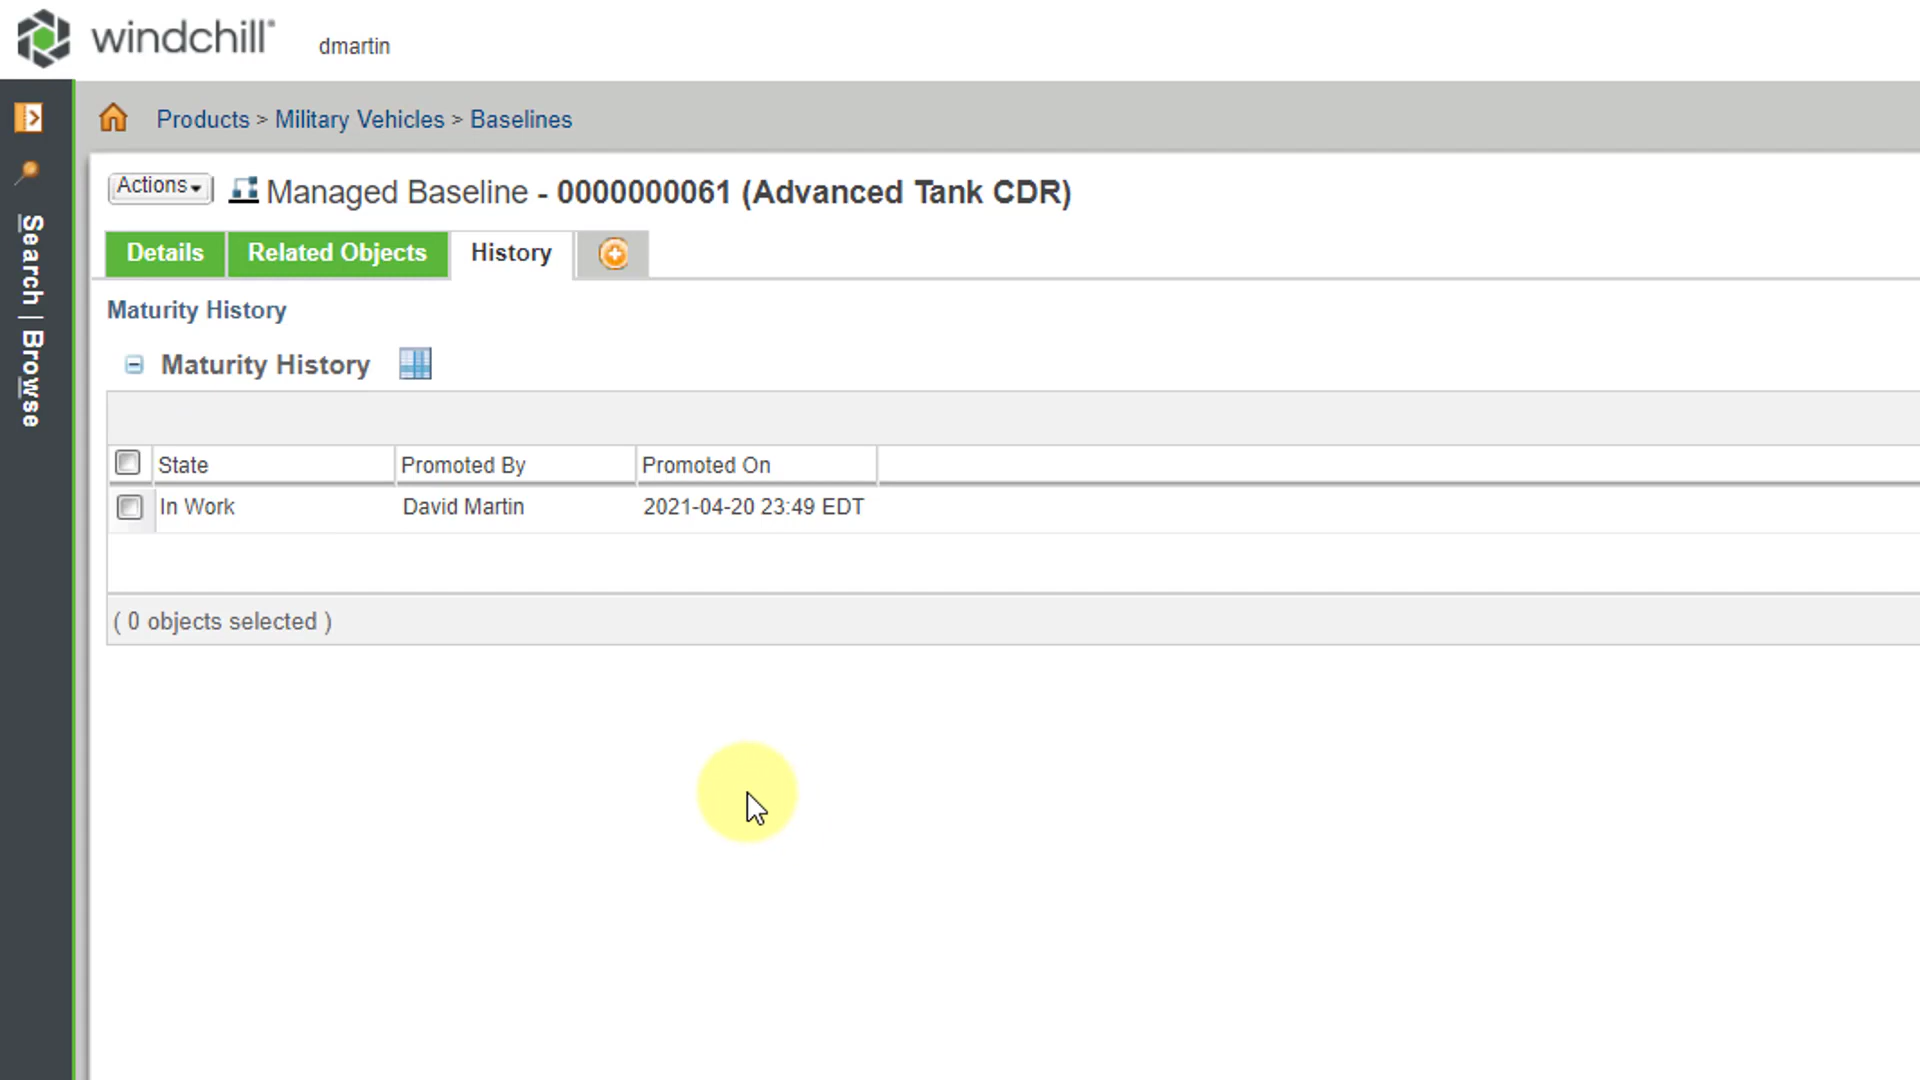 windchill®
dmartin
Products > Military Vehicles > Baselines
Actions
Managed Baseline - 0000000061 (Advanced Tank CDR)
Details
Related Objects
History
Search | Browse
Maturity History
Maturity History
State Promoted By Promoted On
In Work David Martin 2021-04-20 23:49 EDT
( 0 objects selected )